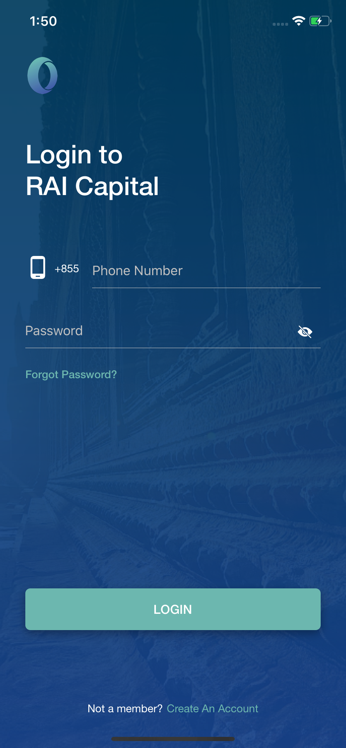 1:50
Login to
RAI Capital
+855 Phone Number
Password
Forgot Password?
LOGIN
Not a member? Create An Account